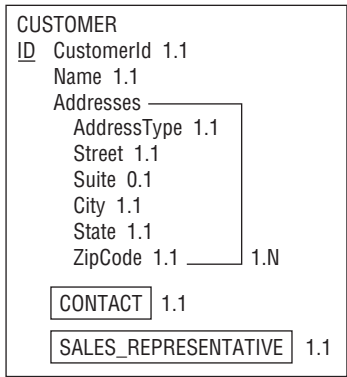 CUSTOMER
ID CustomerId 1.1
Name 1.1
Addresses
AddressType 1.1
Street 1.1
Suite 0.1
City 1.1
State 1.1
ZipCode 1.1 1.N
CONTACT 1.1
SALES_REPRESENTATIVE 1.1